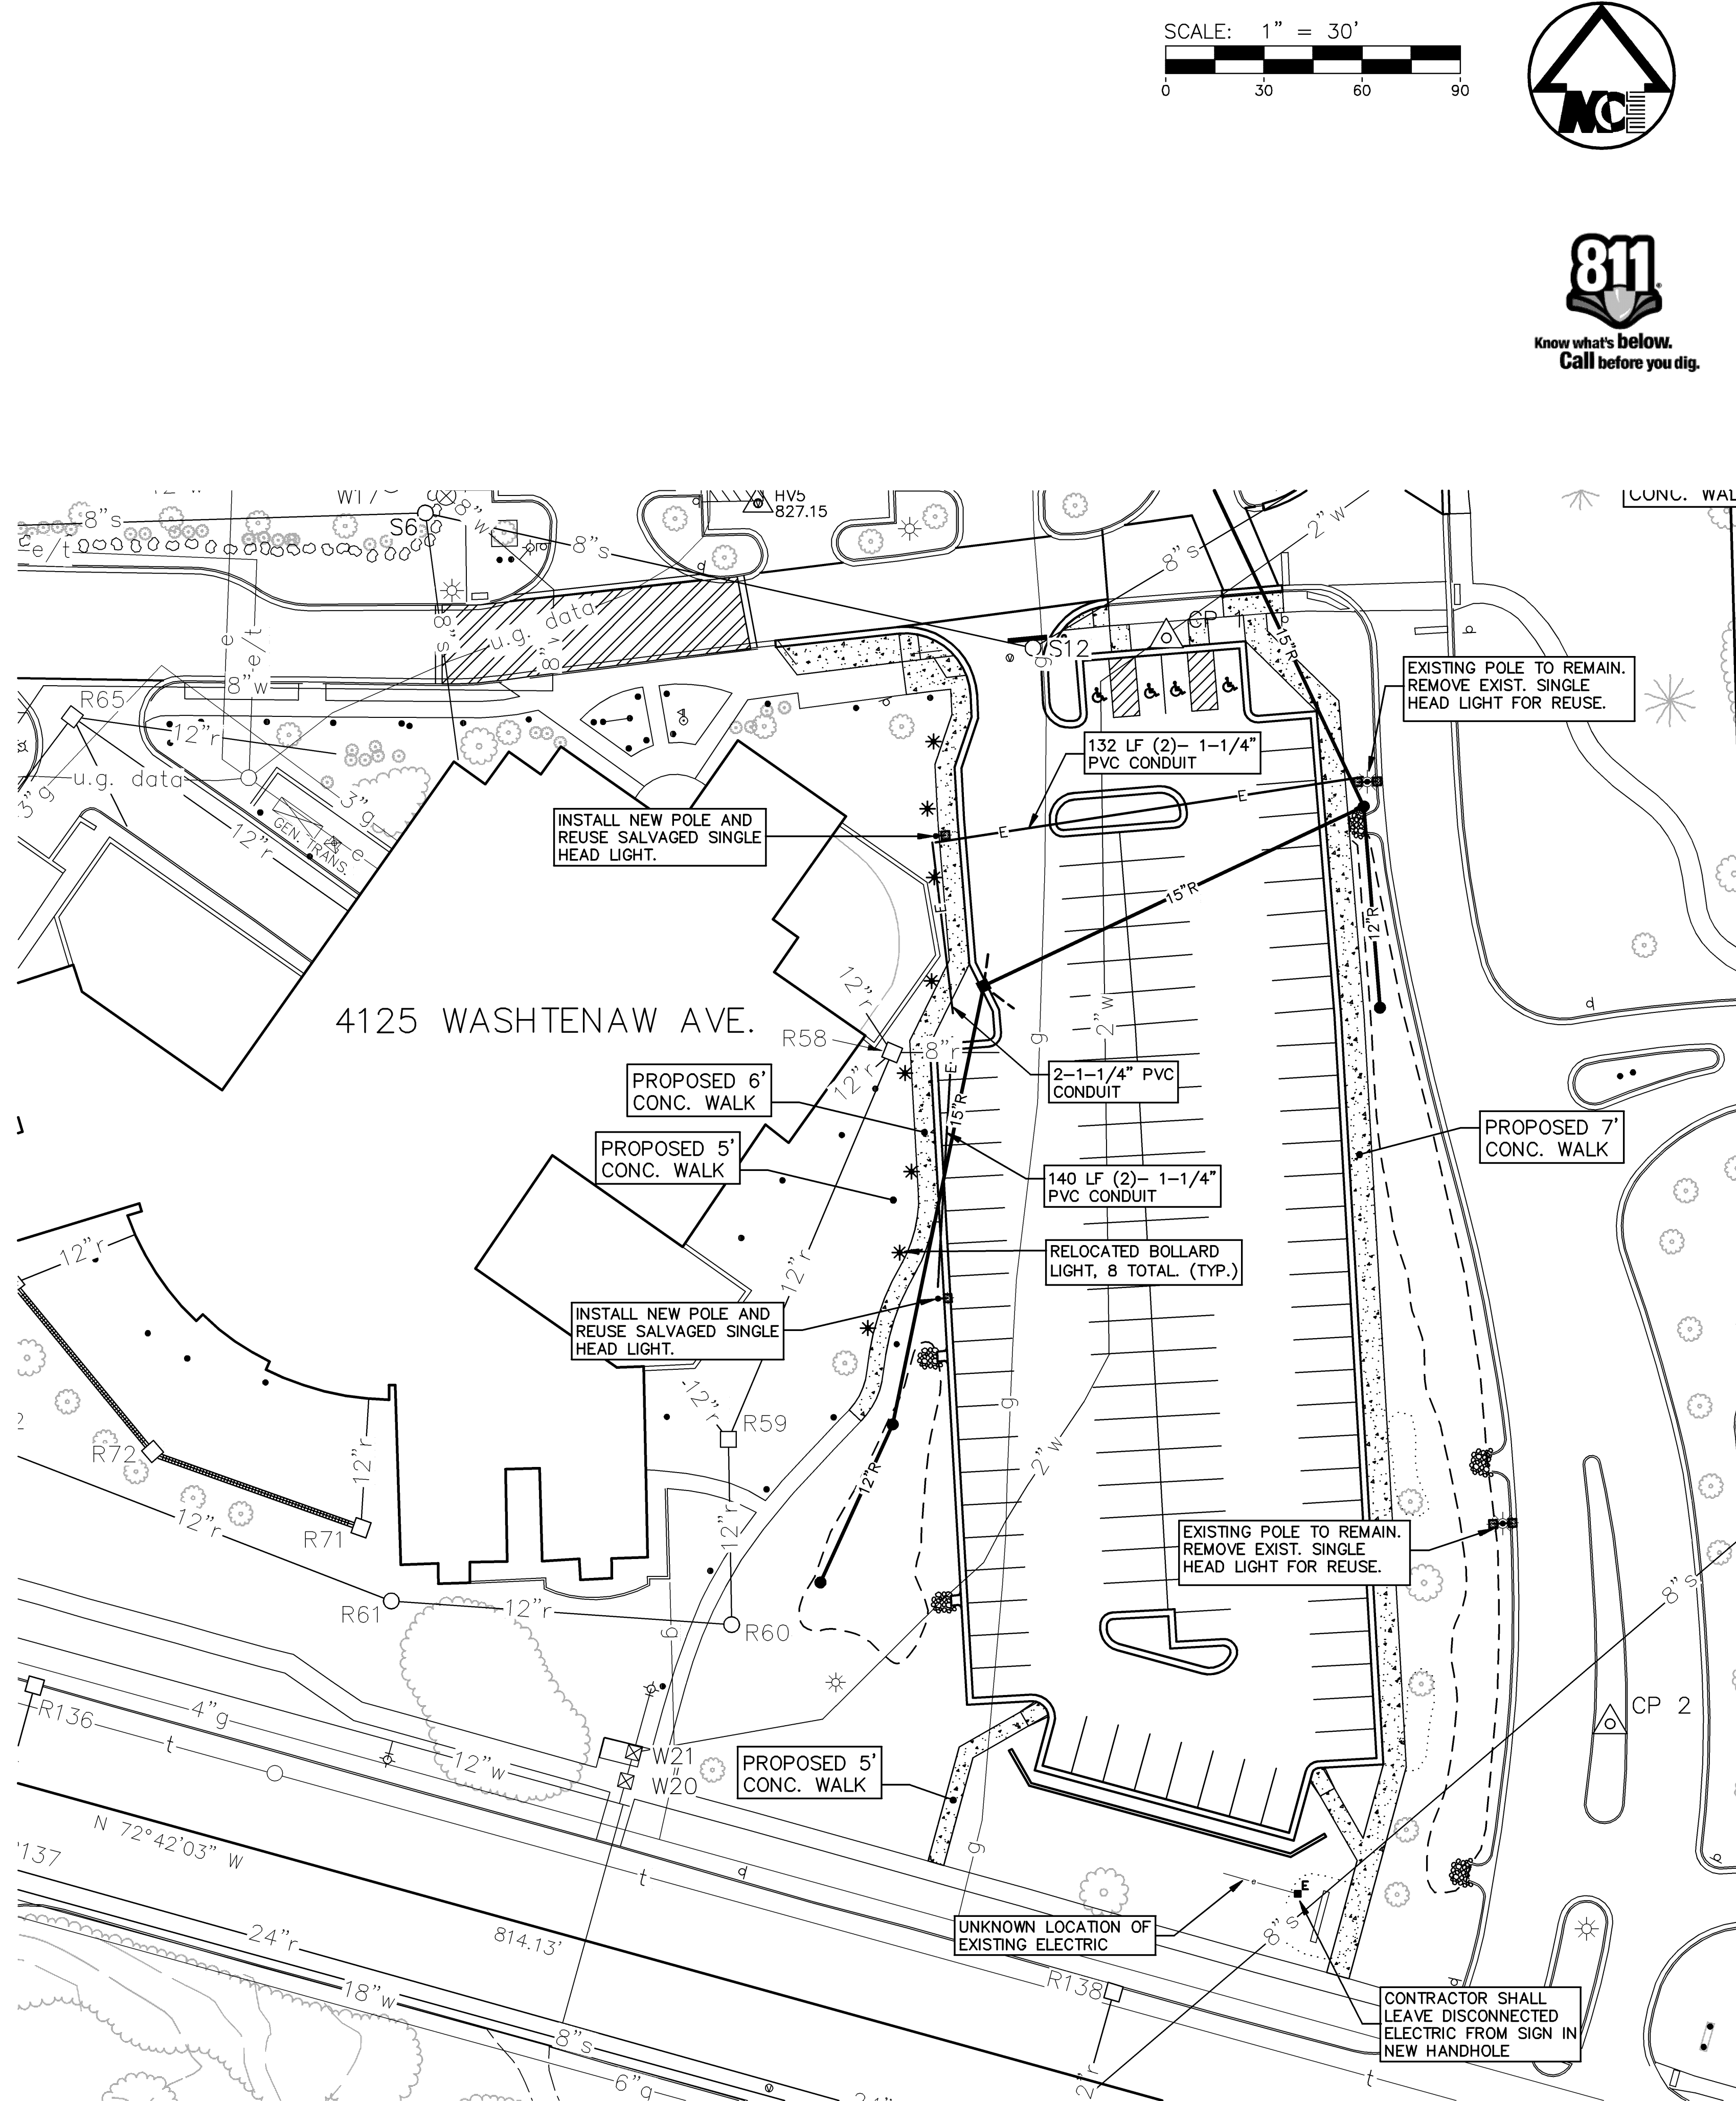 SCALE: 1" = 30'
0 30 60 90
MCE
811
Know what's below.
Call before you dig.
HV5
827.15
CONC. WAL
8"s
S6
8"w
8"s
e/t
8"s
2"w
u.g. data
e
e/t
8"w
S12
CP 1
15"R
R65
12"r
u.g. data
3"g
3"g
12"r
GEN. TRANS.
e
EXISTING POLE TO REMAIN.
REMOVE EXIST. SINGLE
HEAD LIGHT FOR REUSE.
132 LF (2)- 1-1/4"
PVC CONDUIT
E
E
INSTALL NEW POLE AND
REUSE SALVAGED SINGLE
HEAD LIGHT.
E
15"R
12"R
12"r
4125 WASHTENAW AVE.
2"w
g
R58
8"r
12"r
E
15"R
2-1-1/4" PVC
CONDUIT
PROPOSED 6'
CONC. WALK
PROPOSED 5'
CONC. WALK
PROPOSED 7'
CONC. WALK
140 LF (2)- 1-1/4"
PVC CONDUIT
RELOCATED BOLLARD
LIGHT, 8 TOTAL. (TYP.)
12"r
12"r
INSTALL NEW POLE AND
REUSE SALVAGED SINGLE
HEAD LIGHT.
g
12"r
R59
2"w
R72
12"r
12"R
12"r
R71
12"r
EXISTING POLE TO REMAIN.
REMOVE EXIST. SINGLE
HEAD LIGHT FOR REUSE.
8"s
R61
12"r
R60
g
R136
4"g
t
12"w
W21
W20
CP 2
PROPOSED 5'
CONC. WALK
N 72°42'03" W
137
t
g
E
e
24"r
814.13'
UNKNOWN LOCATION OF
EXISTING ELECTRIC
8"s
18"w
R138
CONTRACTOR SHALL
LEAVE DISCONNECTED
ELECTRIC FROM SIGN IN
NEW HANDHOLE
8"s
6"g
2"r
t